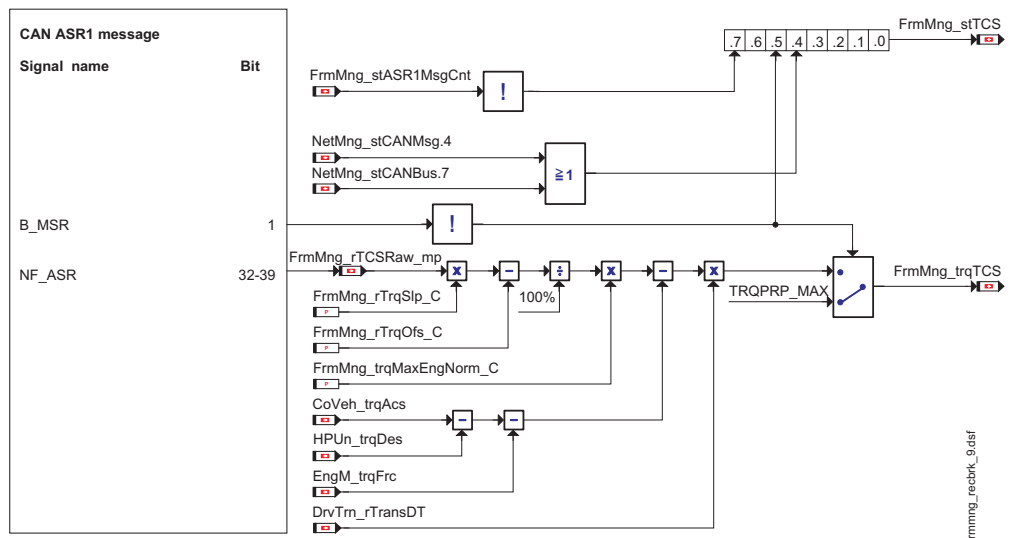 CAN ASR1 message
Signal name Bit
FrmMng_stTCS
.7 .6 .5 .4 .3 .2 .1 .0
FrmMng_stASR1MsgCnt
!
NetMng_stCANMsg.4
NetMng_stCANBus.7
≧1
B_MSR 1
!
NF_ASR 32-39
FrmMng_rTCSRaw_mp
x - ÷ x - x
FrmMng_trqTCS
TRQPRP_MAX
FrmMng_rTrqSlp_C
P
100%
FrmMng_rTrqOfs_C
P
FrmMng_trqMaxEngNorm_C
P
CoVeh_trqAcs
- -
HPUn_trqDes
EngM_trqFrc
DrvTrn_rTransDT
rmmng_recbrk_9.dsf